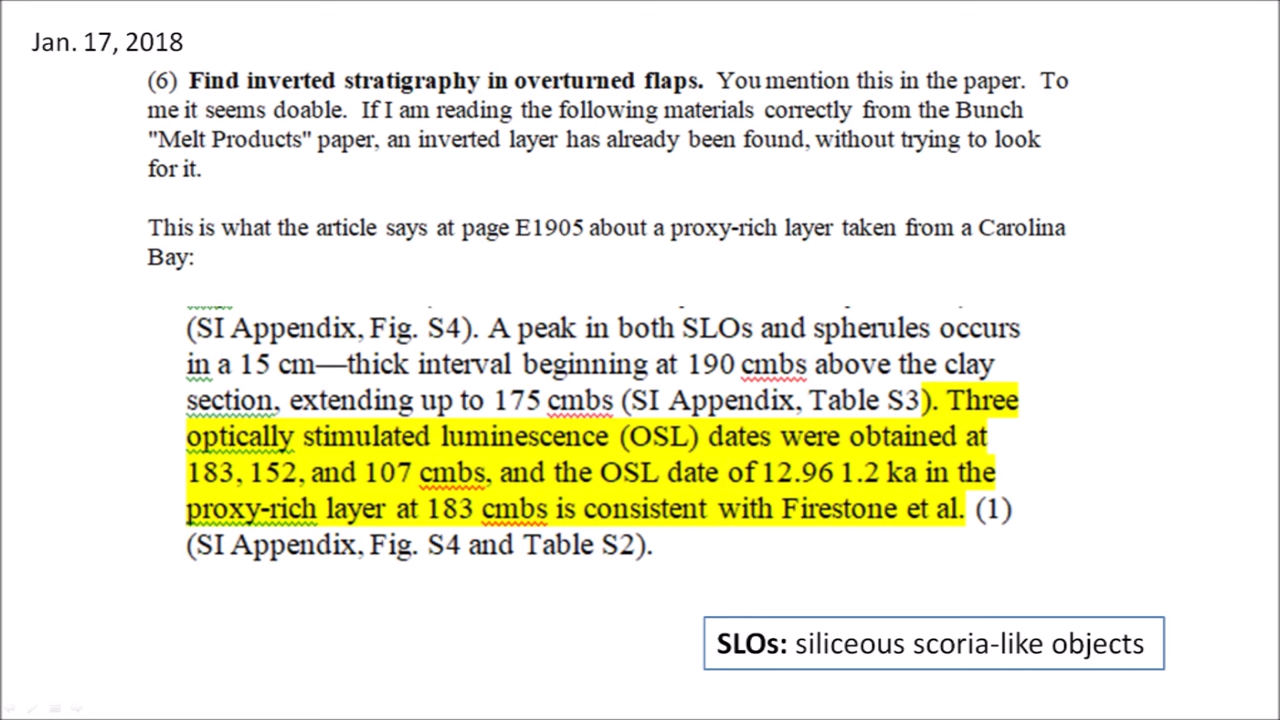 Jan. 17, 2018
(6) Find inverted stratigraphy in overturned flaps. You mention this in the paper. To
me it seems doable. If I am reading the following materials correctly from the Bunch
"Melt Products" paper, an inverted layer has already been found, without trying to look
for it.
This is what the article says at page E1905 about a proxy-rich layer taken from a Carolina
Bay:
(SI Appendix, Fig. S4). A peak in both SLOs and spherules occurs
in a 15 cm—thick interval beginning at 190 cmbs above the clay
section, extending up to 175 cmbs (SI Appendix, Table S3). Three
optically stimulated luminescence (OSL) dates were obtained at
183, 152, and 107 cmbs, and the OSL date of 12.96 1.2 ka in the
proxy-rich layer at 183 cmbs is consistent with Firestone et al. (1)
(SI Appendix, Fig. S4 and Table S2).
SLOs: siliceous scoria-like objects